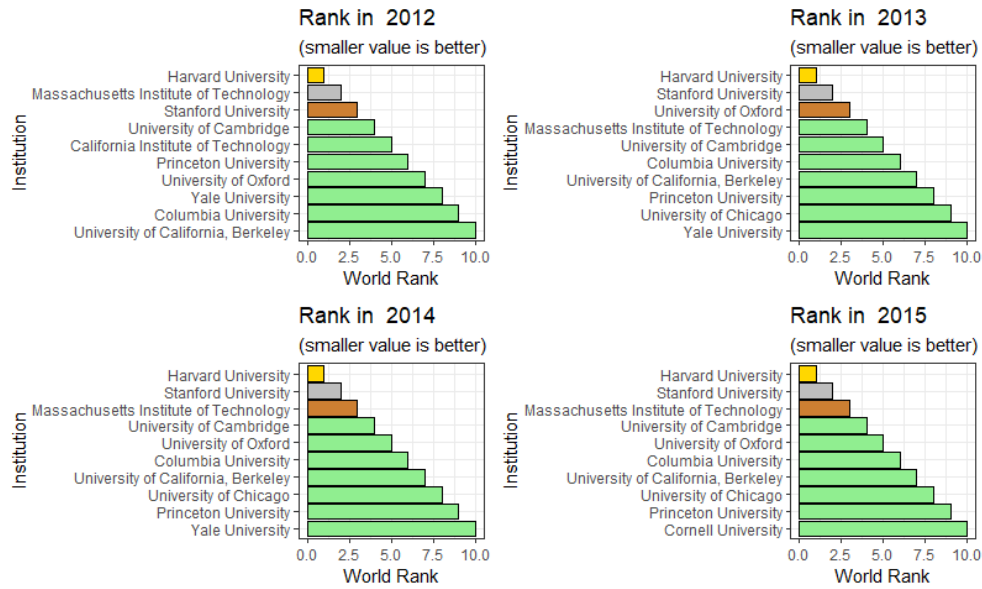 Rank in  2012
(smaller value is better)
Institution
Harvard University
Massachusetts Institute of Technology
Stanford University
University of Cambridge
California Institute of Technology
Princeton University
University of Oxford
Yale University
Columbia University
University of California, Berkeley
0.0 2.5 5.0 7.5 10.0
World Rank
Rank in  2013
(smaller value is better)
Institution
Harvard University
Stanford University
University of Oxford
Massachusetts Institute of Technology
University of Cambridge
Columbia University
University of California, Berkeley
Princeton University
University of Chicago
Yale University
0.0 2.5 5.0 7.5 10.0
World Rank
Rank in  2014
(smaller value is better)
Institution
Harvard University
Stanford University
Massachusetts Institute of Technology
University of Cambridge
University of Oxford
Columbia University
University of California, Berkeley
University of Chicago
Princeton University
Yale University
0.0 2.5 5.0 7.5 10.0
World Rank
Rank in  2015
(smaller value is better)
Institution
Harvard University
Stanford University
Massachusetts Institute of Technology
University of Cambridge
University of Oxford
Columbia University
University of California, Berkeley
University of Chicago
Princeton University
Cornell University
0.0 2.5 5.0 7.5 10.0
World Rank